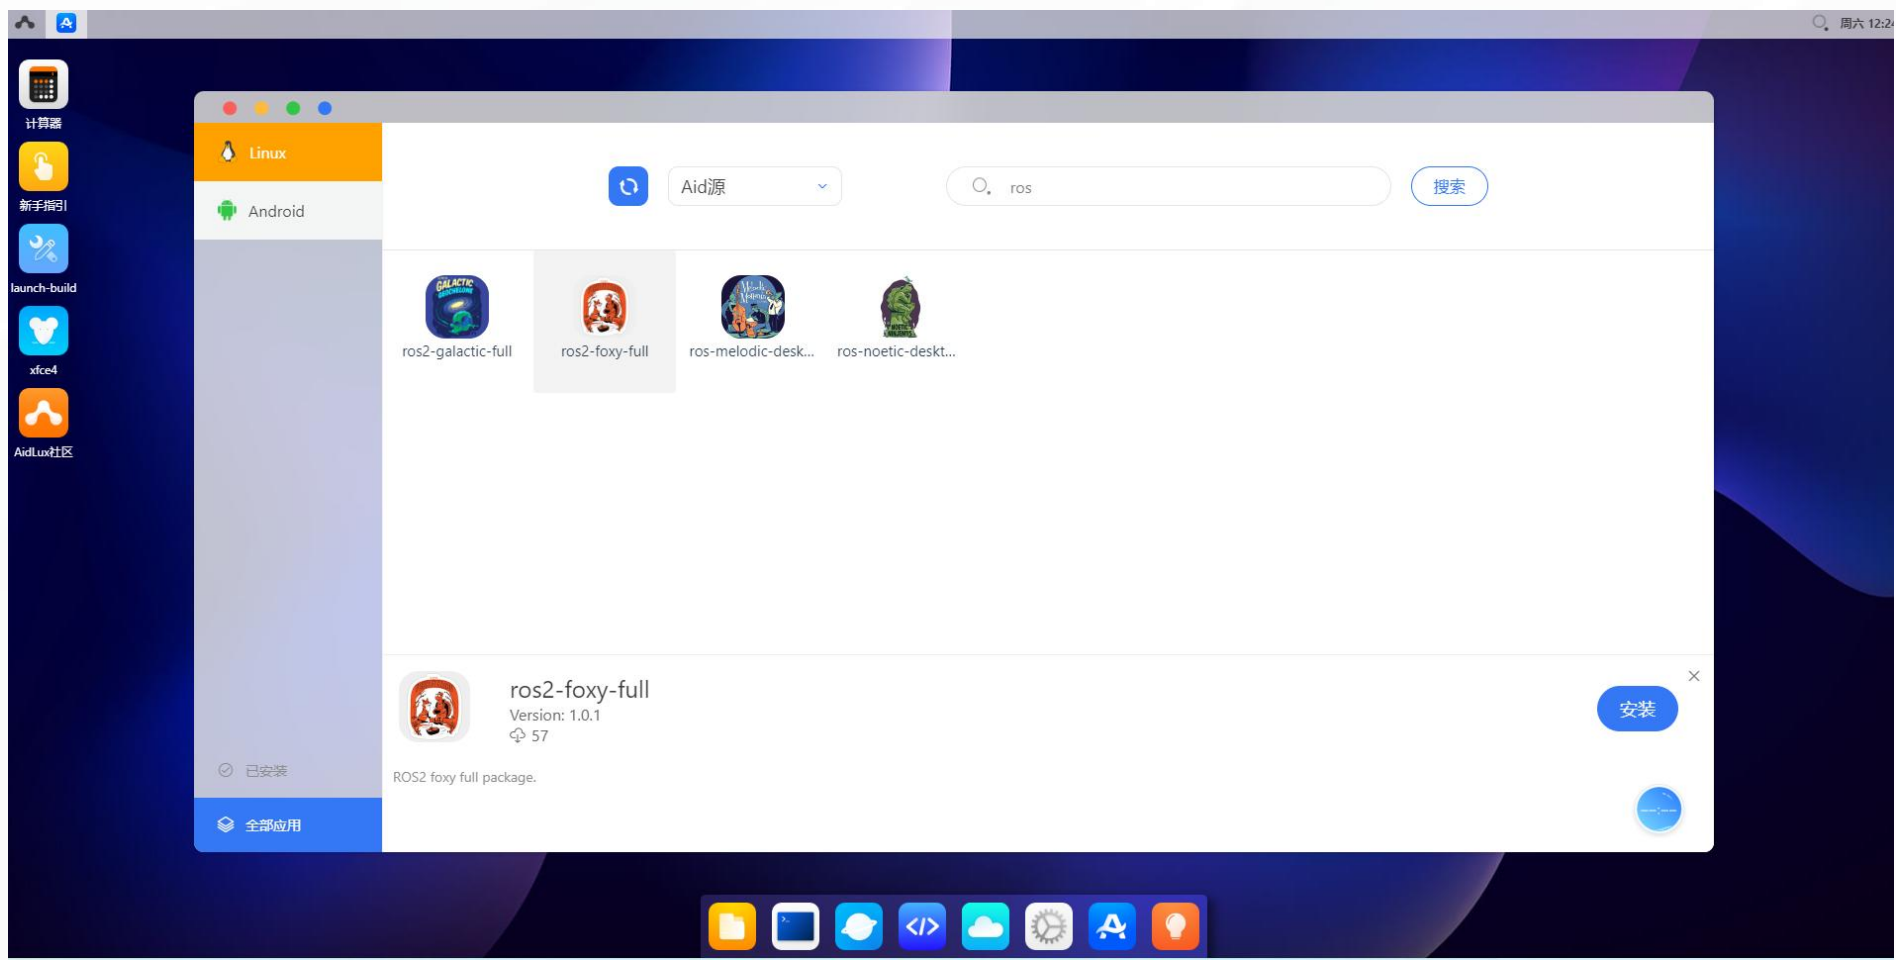 周六 12:24
计算器
新手指引
launch-build
xfce4
AidLux社区
Linux
Android
Aid源
ros
搜索
GALACTIC
ros2-galactic-full
ros2-foxy-full
ros-melodic-desk...
ros-noetic-deskt...
ros2-foxy-full
Version: 1.0.1
57
安装
ROS2 foxy full package.
已安装
全部应用